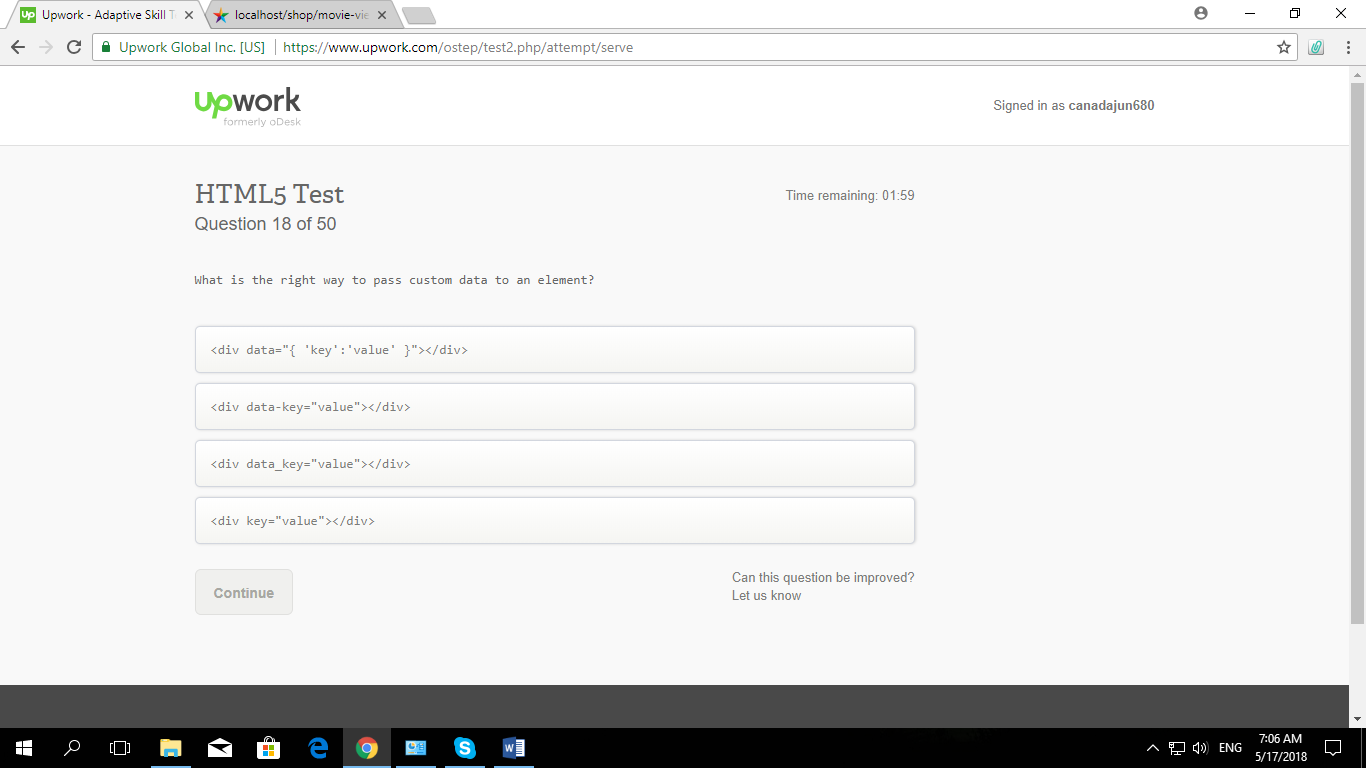 Upwork - Adaptive Skill T
localhost/shop/movie-vie
Upwork Global Inc. [US]
https://www.upwork.com/ostep/test2.php/attempt/serve
upwork
formerly oDesk
Signed in as canadajun680
HTML5 Test
Time remaining: 01:59
Question 18 of 50
What is the right way to pass custom data to an element?
<div data="{ 'key':'value' }"></div>
<div data-key="value"></div>
<div data_key="value"></div>
<div key="value"></div>
Continue
Can this question be improved?
Let us know
ENG
7:06 AM
5/17/2018